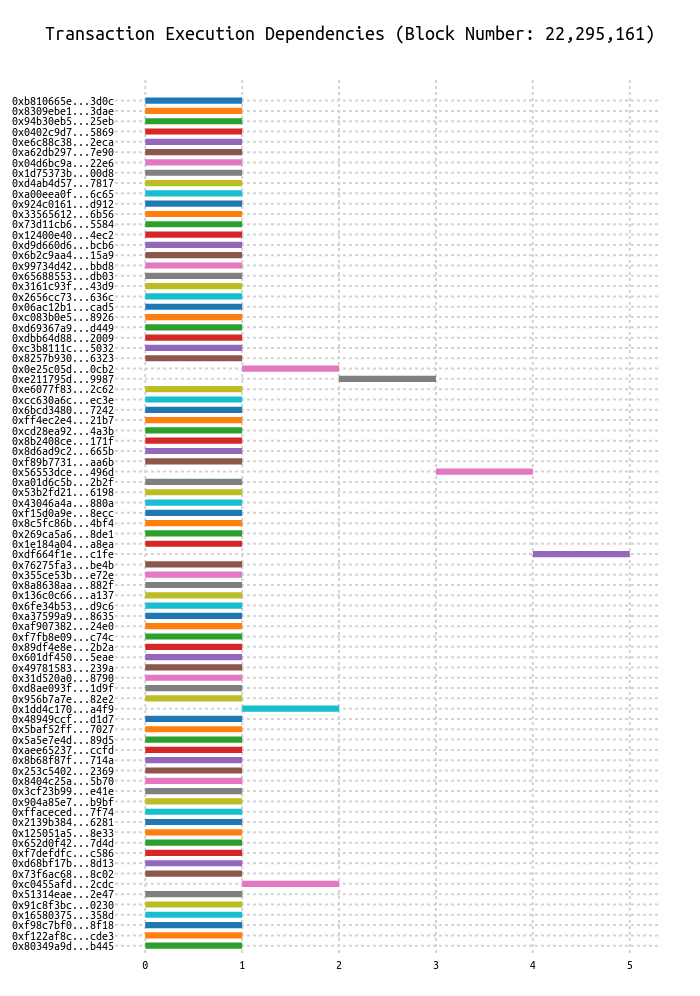 Transaction Execution Dependencies (Block Number: 22,295,161)
0xb810665e...3d0c
0x8309ebe1...3dae
0x94b30eb5...25eb
0x0402c9d7...5869
0xe6c88c38...2eca
0xa62db297...7e90
0x04d6bc9a...22e6
0x1d75373b...00d8
0xd4ab4d57...7817
0xa00eea0f...6c65
0x924c0161...d912
0x33565612...6b56
0x73d11cb6...5584
0x12400e40...4ec2
0xd9d660d6...bcb6
0x6b2c9aa4...15a9
0x99734d42...bbd8
0x65688553...db03
0x3161c93f...43d9
0x2656cc73...636c
0x06ac12b1...cad5
0xc083b0e5...8926
0xd69367a9...d449
0xdbb64d88...2009
0xc3b8111c...5032
0x8257b930...6323
0x0e25c05d...0cb2
0xe211795d...9987
0xe6077f83...2c62
0xcc630a6c...ec3e
0x6bcd3480...7242
0xff4ec2e4...21b7
0xcd28ea92...4a3b
0x8b2408ce...171f
0x8d6ad9c2...665b
0xf89b7731...aa6b
0x56553dce...496d
0xa01d6c5b...2b2f
0x53b2fd21...6198
0x43046a4a...880a
0xf15d0a9e...8ecc
0x8c5fc86b...4bf4
0x269ca5a6...8de1
0x1e184a04...a8ea
0xdf664f1e...c1fe
0x76275fa3...be4b
0x355ce53b...e72e
0x8a8638aa...882f
0x136c0c66...a137
0x6fe34b53...d9c6
0xa37599a9...8635
0xaf907382...24e0
0xf7fb8e09...c74c
0x89df4e8e...2b2a
0x601df450...5eae
0x49781583...239a
0x31d520a0...8790
0xd8ae093f...1d9f
0x956b7a7e...82e2
0x1dd4c170...a4f9
0x48949ccf...d1d7
0x5baf52ff...7027
0x5a5e7e4d...89d5
0xaee65237...ccfd
0x8b68f87f...714a
0x253c5402...2369
0x8404c25a...5b70
0x3cf23b99...e41e
0x904a85e7...b9bf
0xffaceced...7f74
0x2139b384...6281
0x125051a5...8e33
0x652d0f42...7d4d
0xf7defdfc...c586
0xd68bf17b...8d13
0x73f6ac68...8c02
0xc0455afd...2cdc
0x51314eae...2e47
0x91c8f3bc...0230
0x16580375...358d
0xf98c7bf0...8f18
0xf122af8c...cde3
0x80349a9d...b445
0 1 2 3 4 5